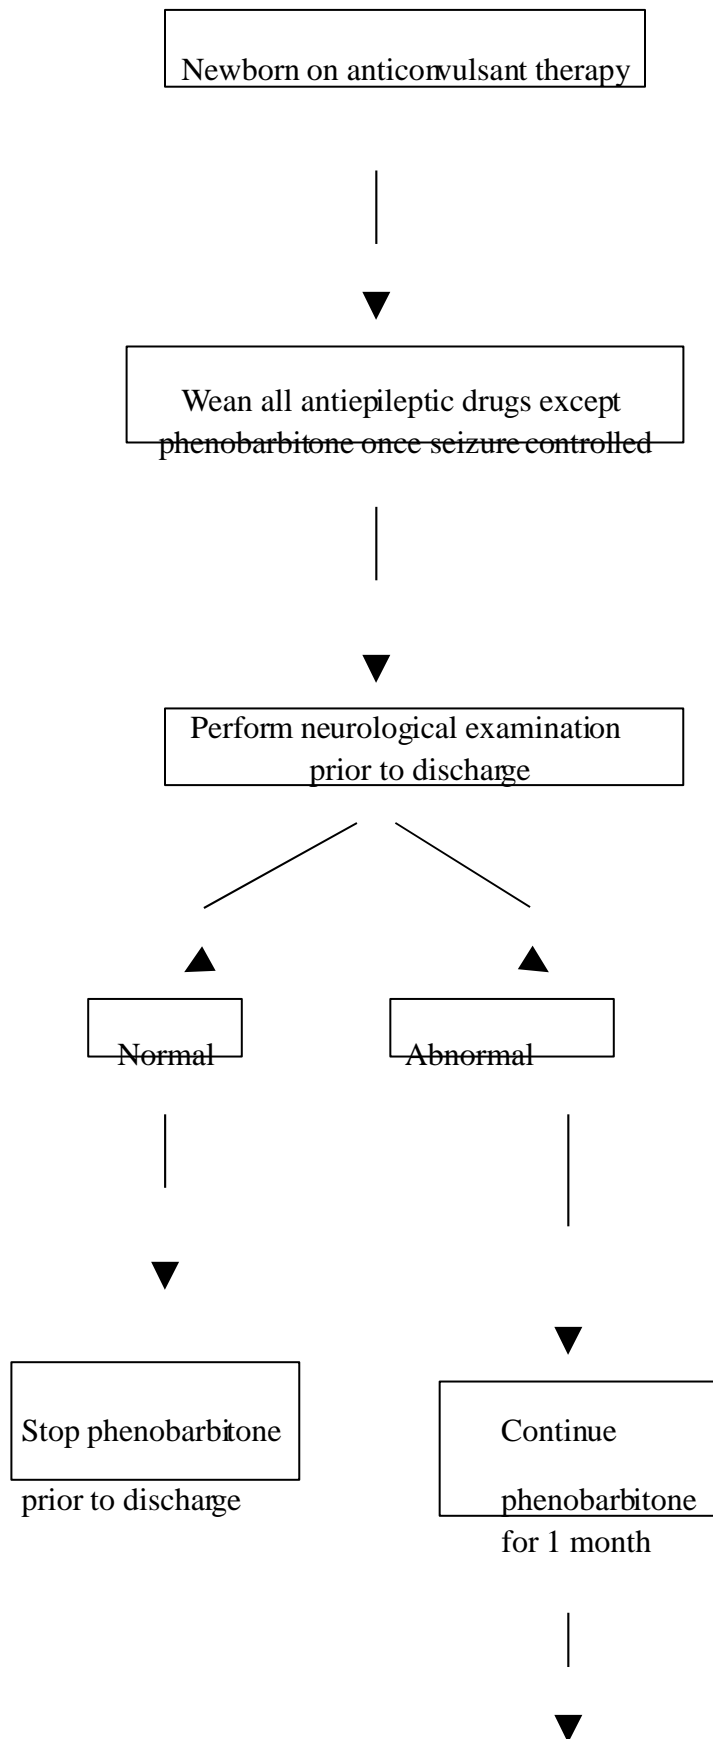 Newborn on anticonvulsant therapy
Wean all antiepileptic drugs except
phenobarbitone once seizure controlled
Perform neurological examination
prior to discharge
Normal
Abnormal
Stop phenobarbitone
prior to discharge
Continue
phenobarbitone
for 1 month